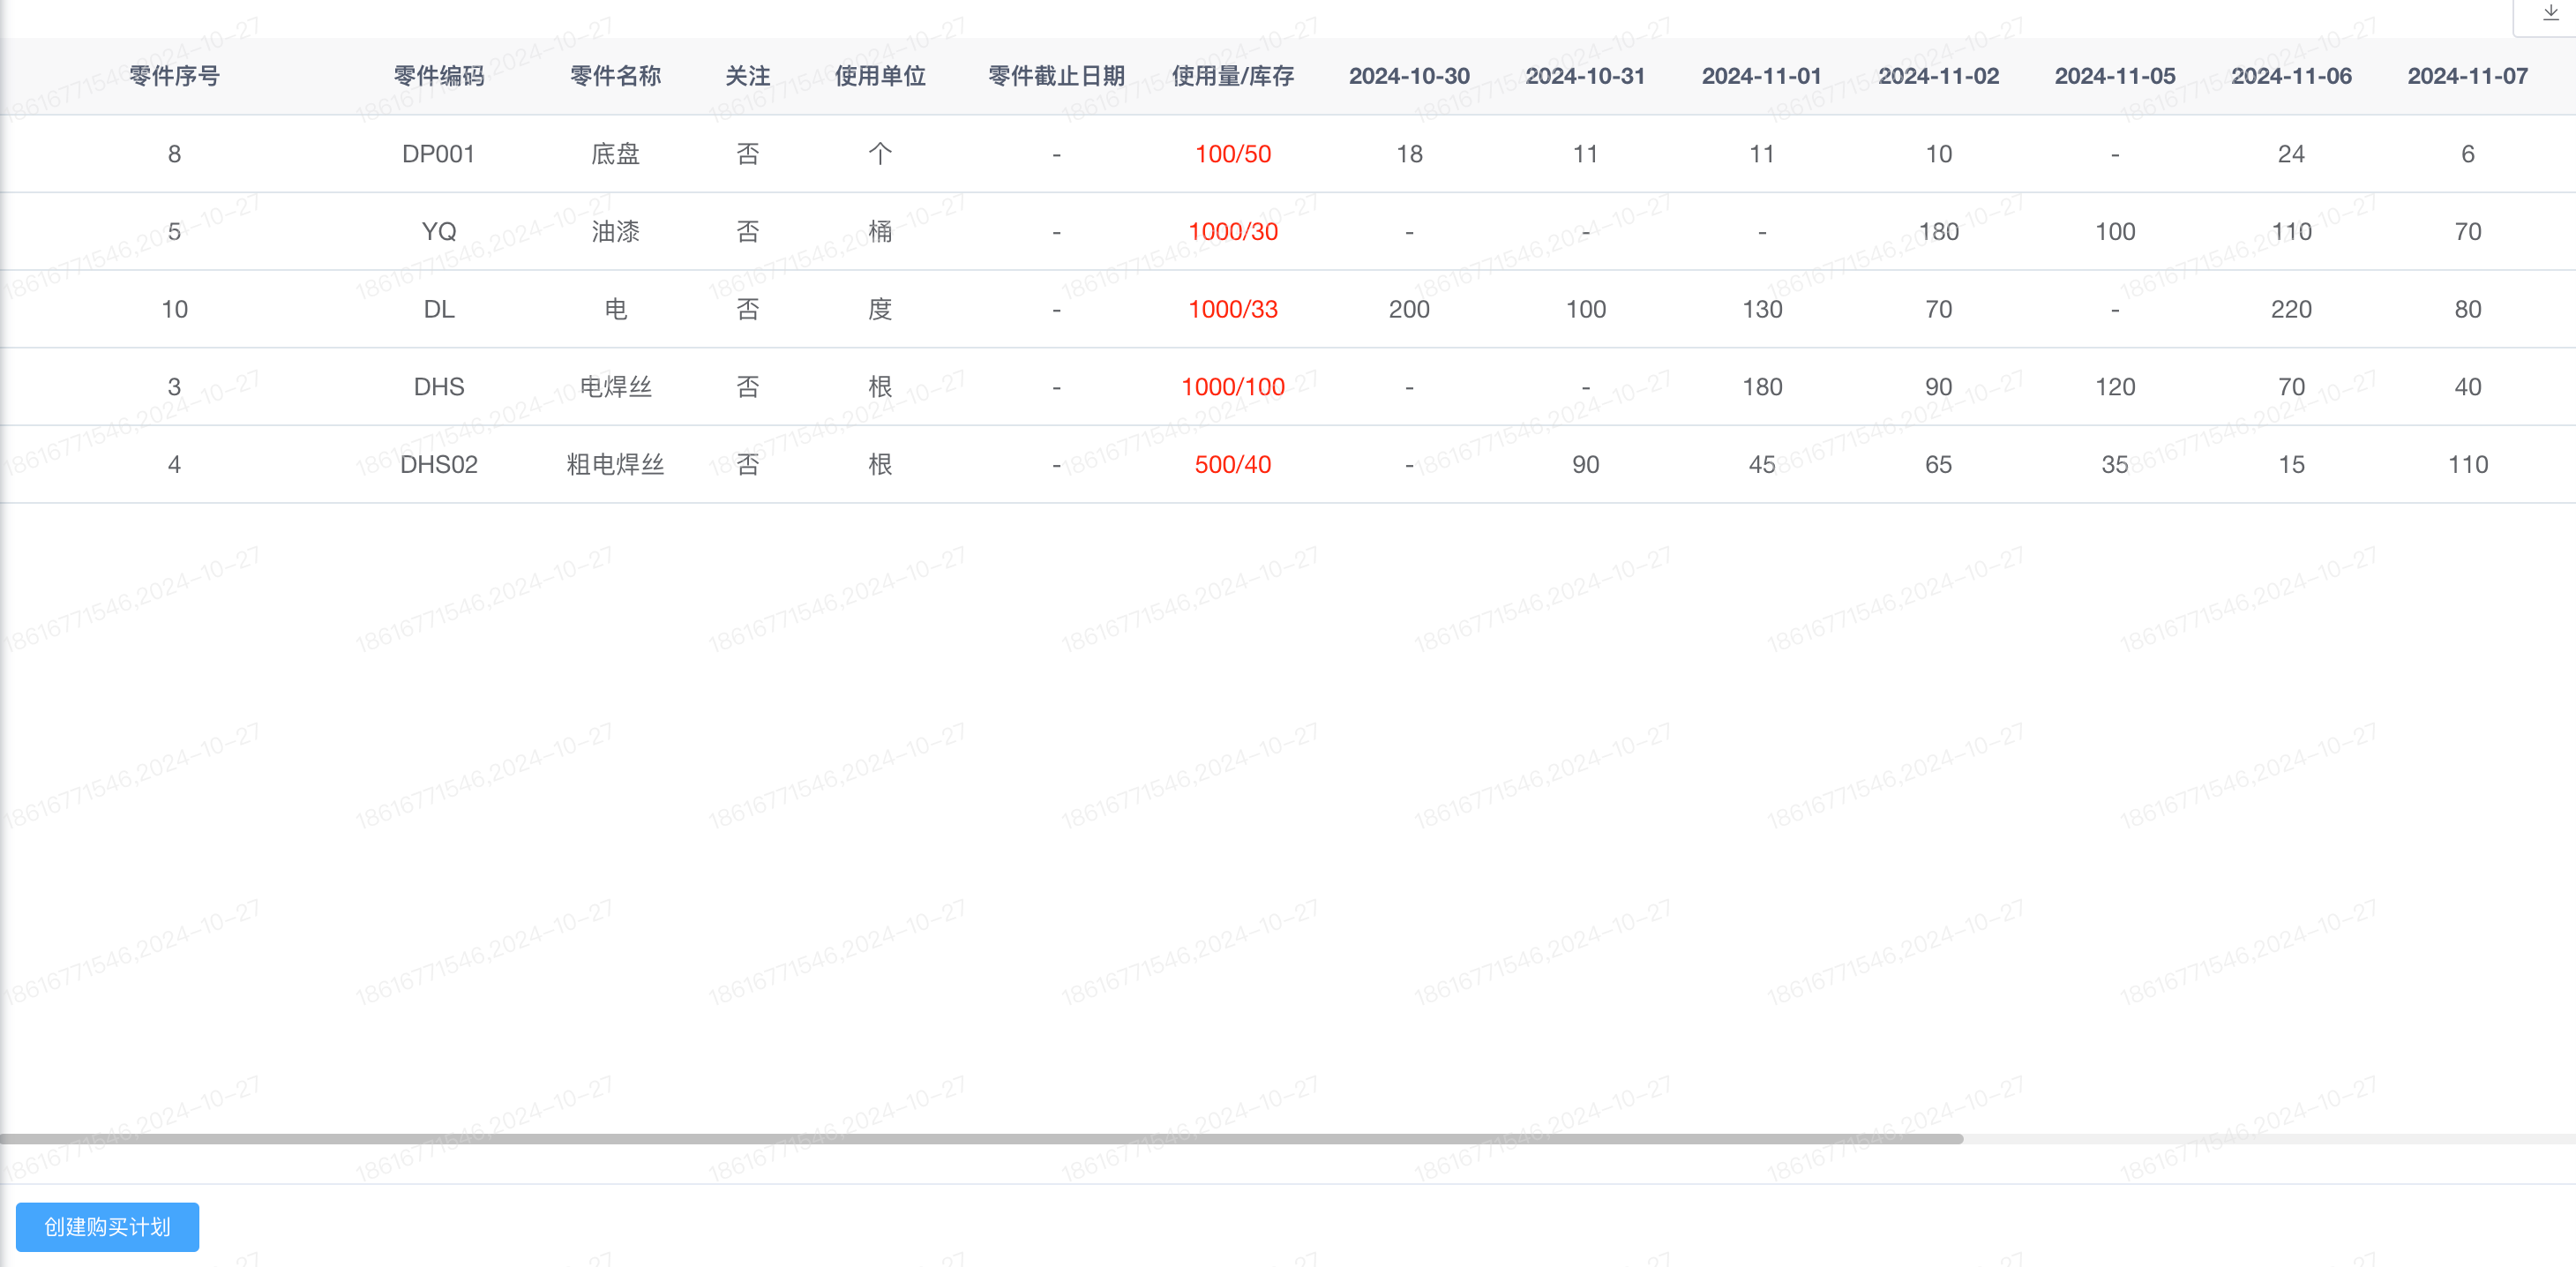 零件序号 零件编码 零件名称 关注 使用单位 零件截止日期 使用量/库存 2024-10-30 2024-10-31 2024-11-01 2024-11-02 2024-11-05 2024-11-06 2024-11-07
8 DP001 底盘 否 个 - 100/50 18 11 11 10 - 24 6
5 YQ 油漆 否 桶 - 1000/30 - - - 180 100 110 70
10 DL 电 否 度 - 1000/33 200 100 130 70 - 220 80
3 DHS 电焊丝 否 根 - 1000/100 - - 180 90 120 70 40
4 DHS02 粗电焊丝 否 根 - 500/40 - 90 45 65 35 15 110
创建购买计划
18616771546,2024-10-27